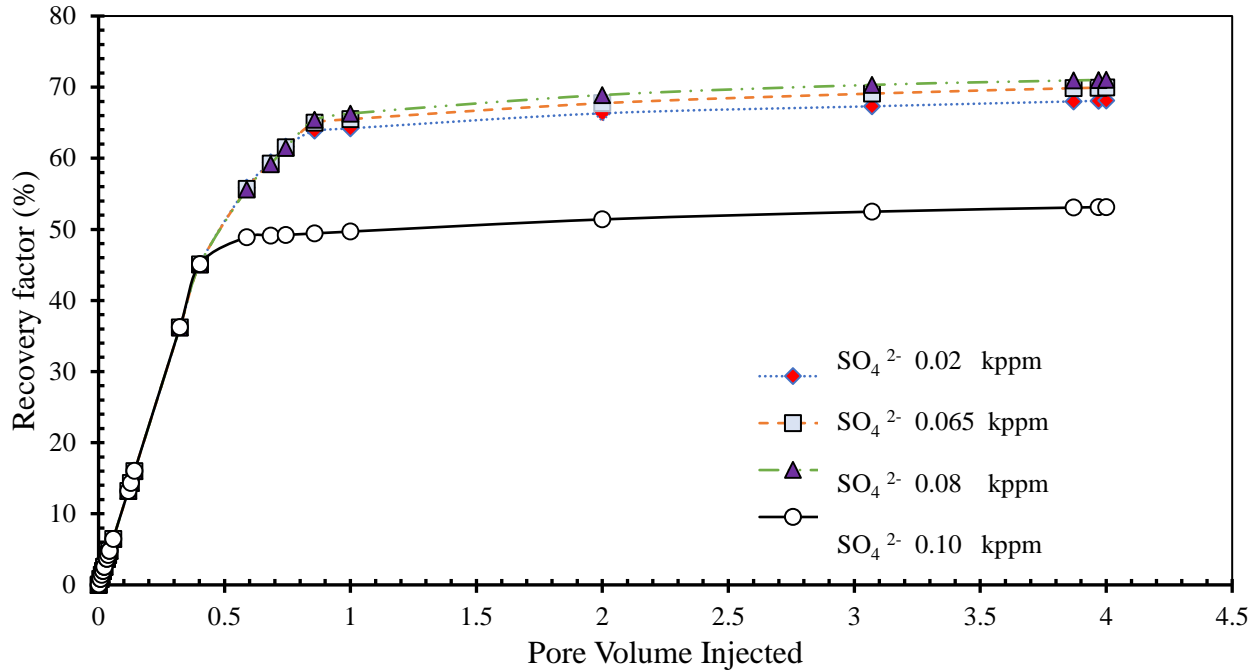 80
70
60
50
40
30
20
10
0
Recovery factor (%)
SO₄ ²⁻ 0.02 kppm
SO₄ ²⁻ 0.065 kppm
SO₄ ²⁻ 0.08 kppm
SO₄ ²⁻ 0.10 kppm
0 0.5 1 1.5 2 2.5 3 3.5 4 4.5
Pore Volume Injected